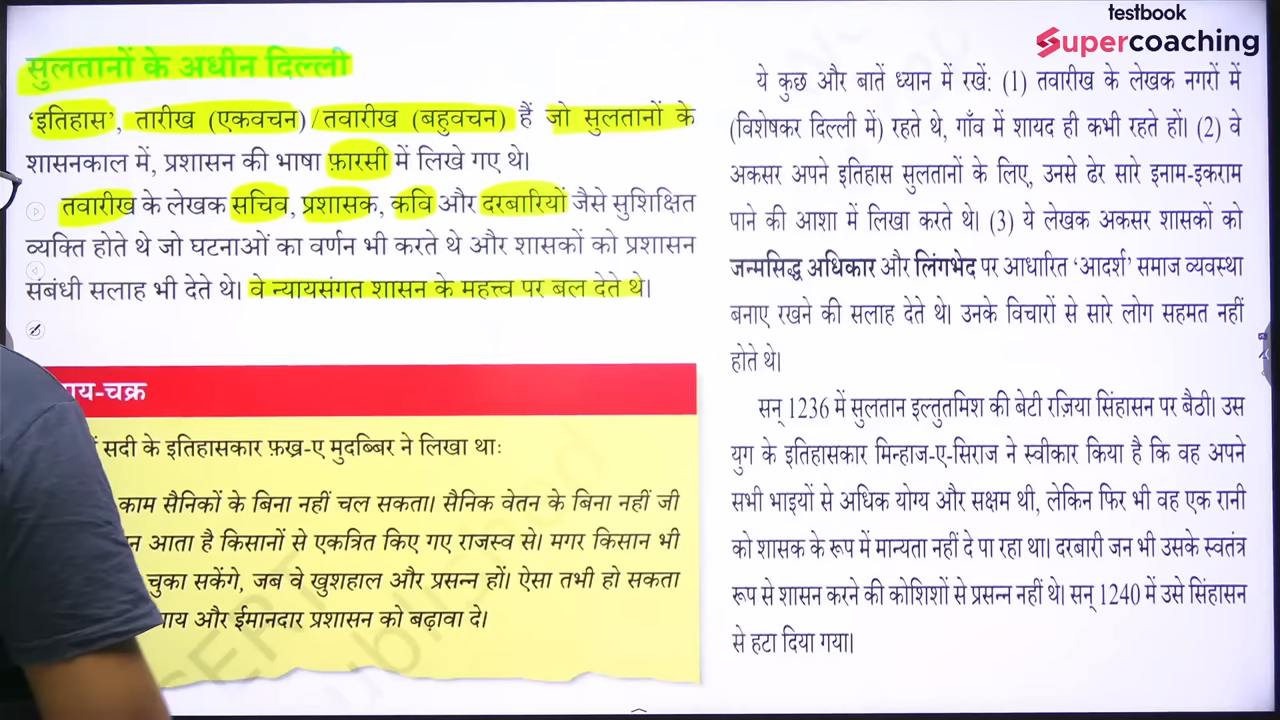 testbook
Supercoaching
सुलतानों के अधीन दिल्ली
‘इतिहास’, तारीख (एकवचन) / तवारीख (बहुवचन) हैं जो सुलतानों के
शासनकाल में, प्रशासन की भाषा फ़ारसी में लिखे गए थे।
तवारीख के लेखक सचिव, प्रशासक, कवि और दरबारियों जैसे सुशिक्षित
व्यक्ति होते थे जो घटनाओं का वर्णन भी करते थे और शासकों को प्रशासन
संबंधी सलाह भी देते थे। वे न्यायसंगत शासन के महत्त्व पर बल देते थे।
याय-चक्र
सदी के इतिहासकार फ़ख्र-ए मुदब्बिर ने लिखा थाः
काम सैनिकों के बिना नहीं चल सकता। सैनिक वेतन के बिना नहीं जी
न आता है किसानों से एकत्रित किए गए राजस्व से। मगर किसान भी
चुका सकेंगे, जब वे खुशहाल और प्रसन्न हों। ऐसा तभी हो सकता
याय और ईमानदार प्रशासन को बढ़ावा दे।
ये कुछ और बातें ध्यान में रखें: (1) तवारीख के लेखक नगरों में
(विशेषकर दिल्ली में) रहते थे, गाँव में शायद ही कभी रहते हों। (2) वे
अकसर अपने इतिहास सुलतानों के लिए, उनसे ढेर सारे इनाम-इकराम
पाने की आशा में लिखा करते थे। (3) ये लेखक अकसर शासकों को
जन्मसिद्ध अधिकार और लिंगभेद पर आधारित ‘आदर्श’ समाज व्यवस्था
बनाए रखने की सलाह देते थे। उनके विचारों से सारे लोग सहमत नहीं
होते थे।
सन् 1236 में सुलतान इल्तुतमिश की बेटी रज़िया सिंहासन पर बैठी। उस
युग के इतिहासकार मिन्हाज-ए-सिराज ने स्वीकार किया है कि वह अपने
सभी भाइयों से अधिक योग्य और सक्षम थी, लेकिन फिर भी वह एक रानी
को शासक के रूप में मान्यता नहीं दे पा रहा था। दरबारी जन भी उसके स्वतंत्र
रूप से शासन करने की कोशिशों से प्रसन्न नहीं थे। सन् 1240 में उसे सिंहासन
से हटा दिया गया।